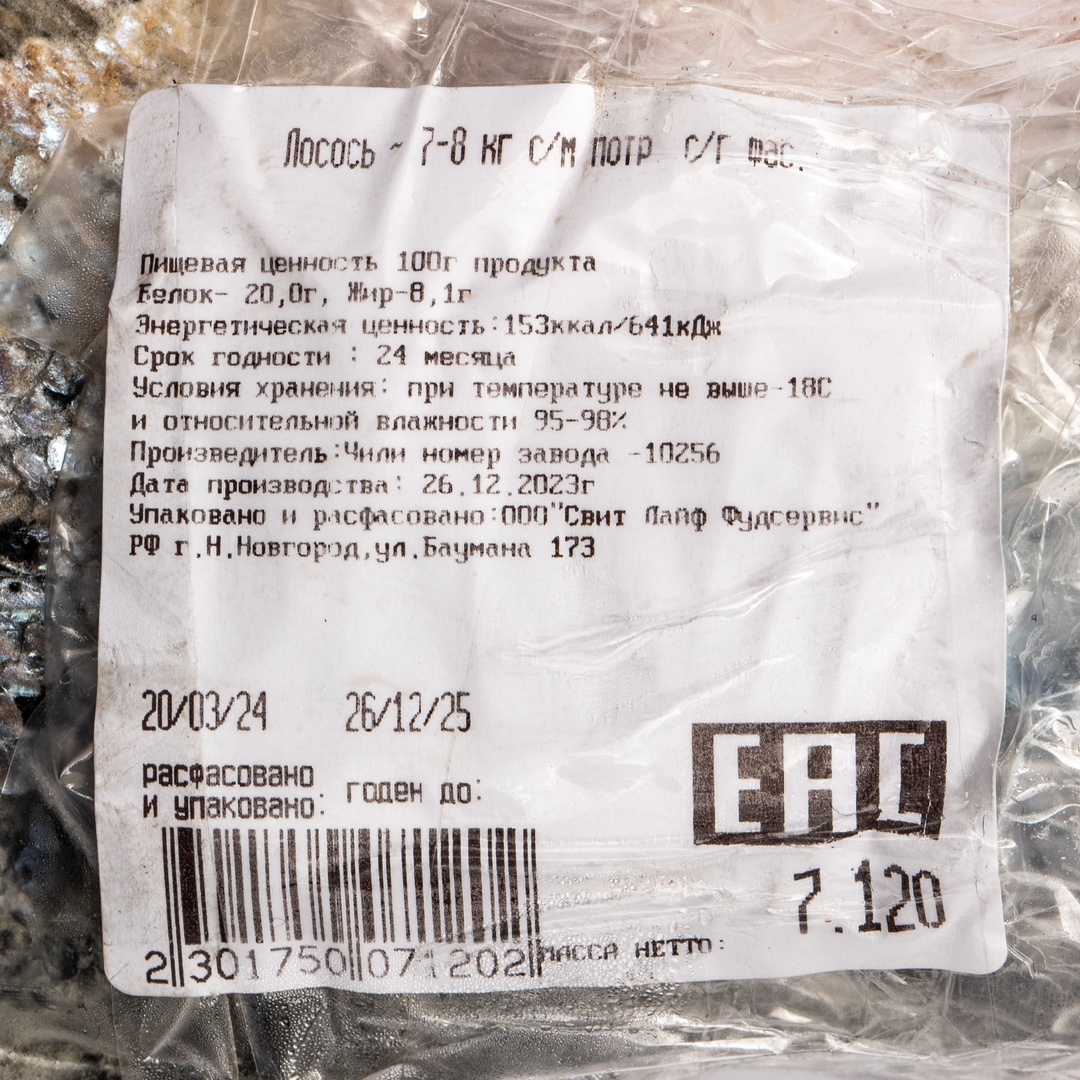 Лосось ~ 7-8 кг с/м потр с/г фас.
Пищевая ценность 100г продукта
Белок- 20,0г, Жир-8,1г
Энергетическая ценность:153ккал/641кДж
Срок годности : 24 месяца
Условия хранения: при температуре не выше-18С
и относительной влажности 95-98%
Производитель:Чили номер завода -10256
Дата производства: 26.12.2023г
Упаковано и расфасовано:ООО"Свит Лайф Фудсервис"
РФ г.Н.Новгород,ул.Баумана 173
20/03/24 26/12/25
расфасовано
и упаковано: годен до:
EAC
7.120
2 301750 071202 МАССА НЕТТО: